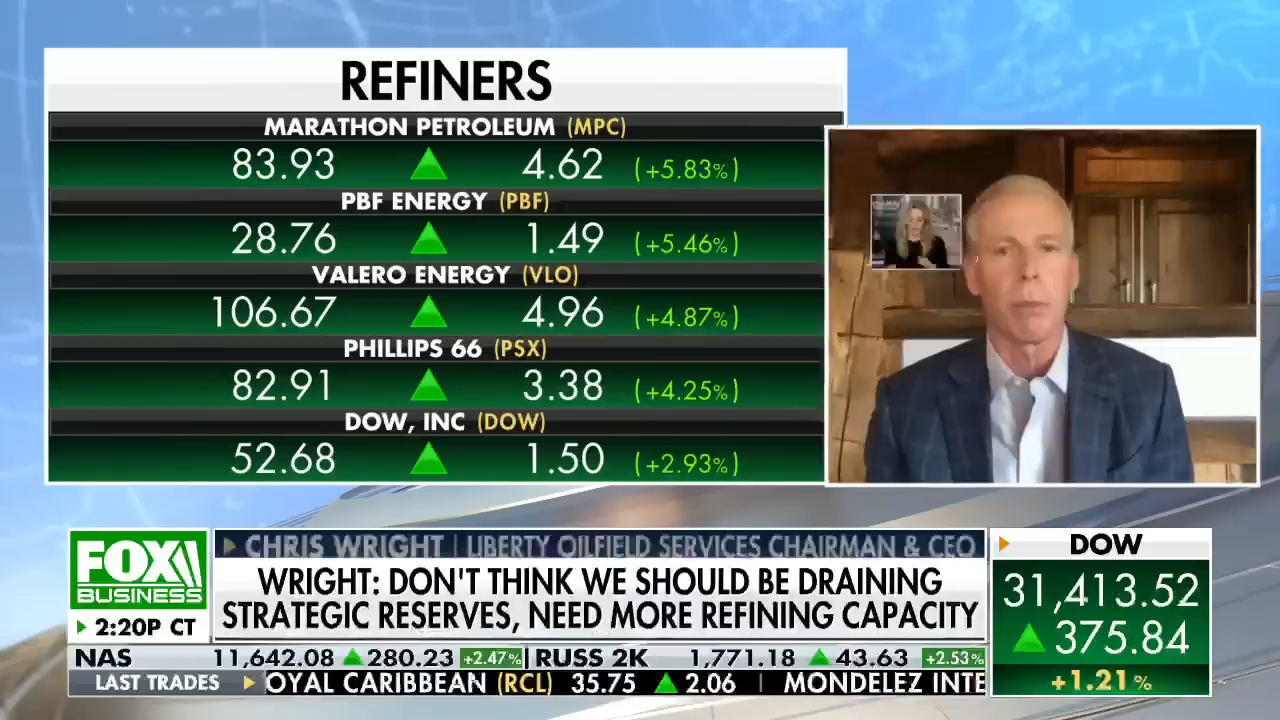 REFINERS
MARATHON PETROLEUM (MPC)
83.93 ▲ 4.62 (+5.83%)
PBF ENERGY (PBF)
28.76 ▲ 1.49 (+5.46%)
VALERO ENERGY (VLO)
106.67 ▲ 4.96 (+4.87%)
PHILLIPS 66 (PSX)
82.91 ▲ 3.38 (+4.25%)
DOW, INC (DOW)
52.68 ▲ 1.50 (+2.93%)
FOX
BUSINESS
2:20P CT
CHRIS WRIGHT | LIBERTY OILFIELD SERVICES CHAIRMAN & CEO
WRIGHT: DON'T THINK WE SHOULD BE DRAINING
STRATEGIC RESERVES, NEED MORE REFINING CAPACITY
DOW
31,413.52
▲ 375.84
+1.21%
NAS 11,642.08 ▲ 280.23 +2.47% | RUSS 2K 1,771.18 ▲ 43.63 +2.53%
LAST TRADES OYAL CARIBBEAN (RCL) 35.75 ▲ 2.06 | MONDELEZ INTE